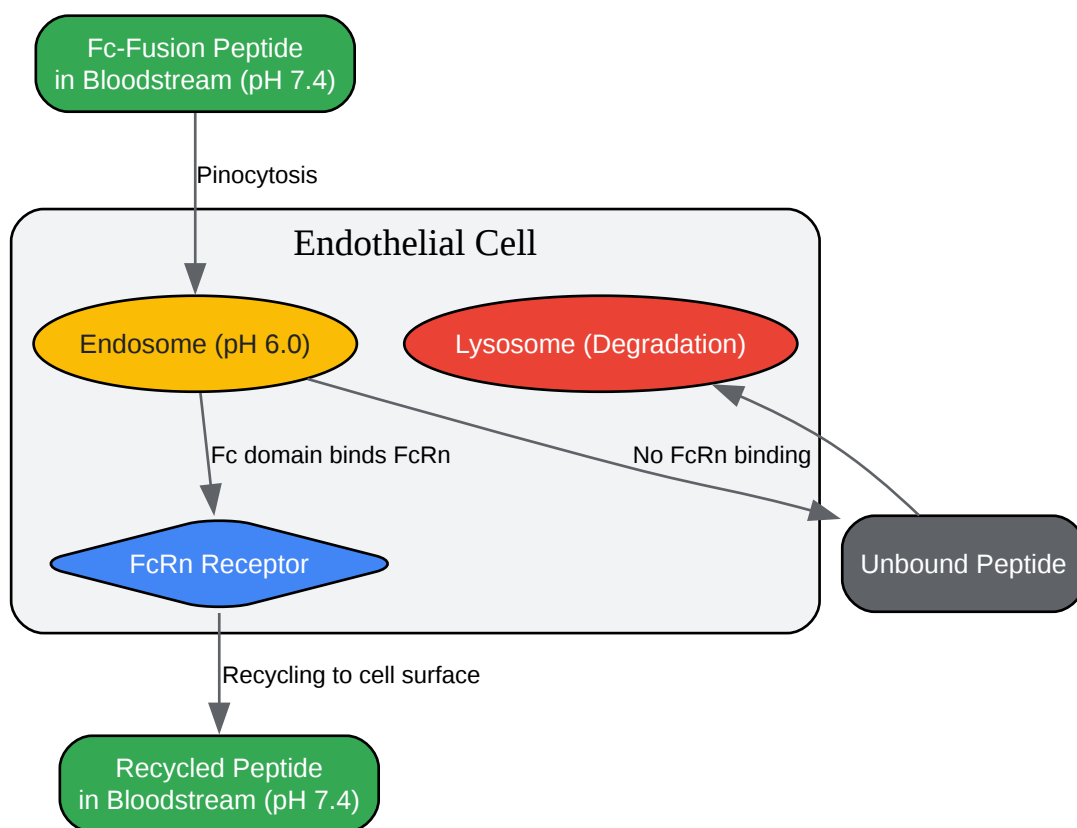 Fc-Fusion Peptide
in Bloodstream (pH 7.4)
Pinocytosis
Endothelial Cell
Endosome (pH 6.0)
Lysosome (Degradation)
Fc domain binds FcRn
No FcRn binding
FcRn Receptor
Unbound Peptide
Recycling to cell surface
Recycled Peptide
in Bloodstream (pH 7.4)